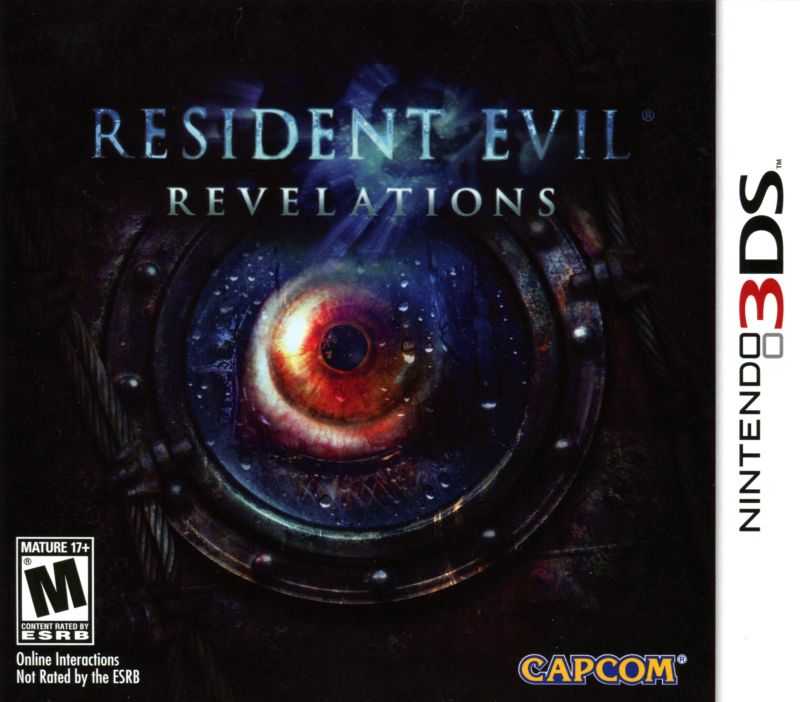 RESIDENT EVIL®
REVELATIONS
NINTENDO 3DS™
MATURE 17+
M®
CONTENT RATED BY
ESRB
Online Interactions
Not Rated by the ESRB
CAPCOM®